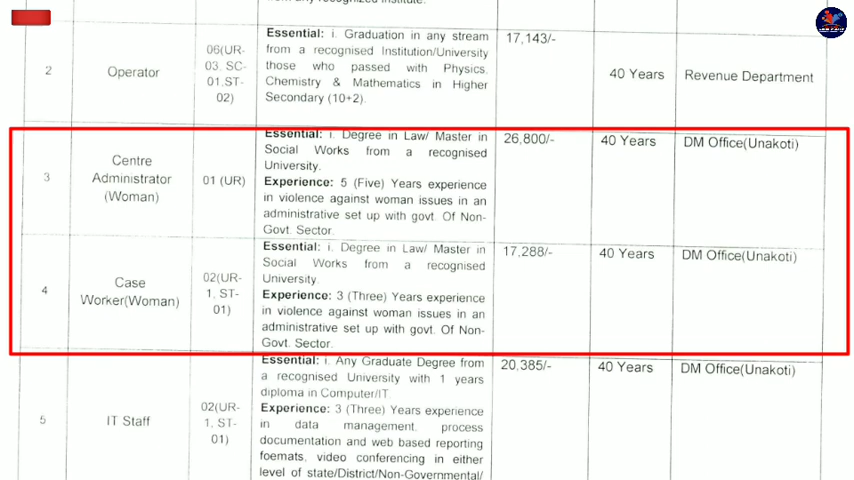 from any recognized institute.
2
Operator
06(UR-
03, SC-
01,ST-
02)
Essential: i. Graduation in any stream
from a recognised Institution/University
those who passed with Physics,
Chemistry & Mathematics in Higher
Secondary (10+2).
17,143/-
40 Years
Revenue Department
3
Centre
Administrator
(Woman)
01 (UR)
Essential: i. Degree in Law/ Master in
Social Works from a recognised
University.
Experience: 5 (Five) Years experience
in violence against woman issues in an
administrative set up with govt. Of Non-
Govt. Sector.
26,800/-
40 Years
DM Office(Unakoti)
4
Case
Worker(Woman)
02(UR-
1, ST-
01)
Essential: i. Degree in Law/ Master in
Social Works from a recognised
University.
Experience: 3 (Three) Years experience
in violence against woman issues in an
administrative set up with govt. Of Non-
Govt. Sector.
17,288/-
40 Years
DM Office(Unakoti)
5
IT Staff
02(UR-
1, ST-
01)
Essential: i. Any Graduate Degree from
a recognised University with 1 years
diploma in Computer/IT.
Experience: 3 (Three) Years experience
in data management, process
documentation and web based reporting
foemats, video conferencing in either
level of state/District/Non-Governmental/
20,385/-
40 Years
DM Office(Unakoti)